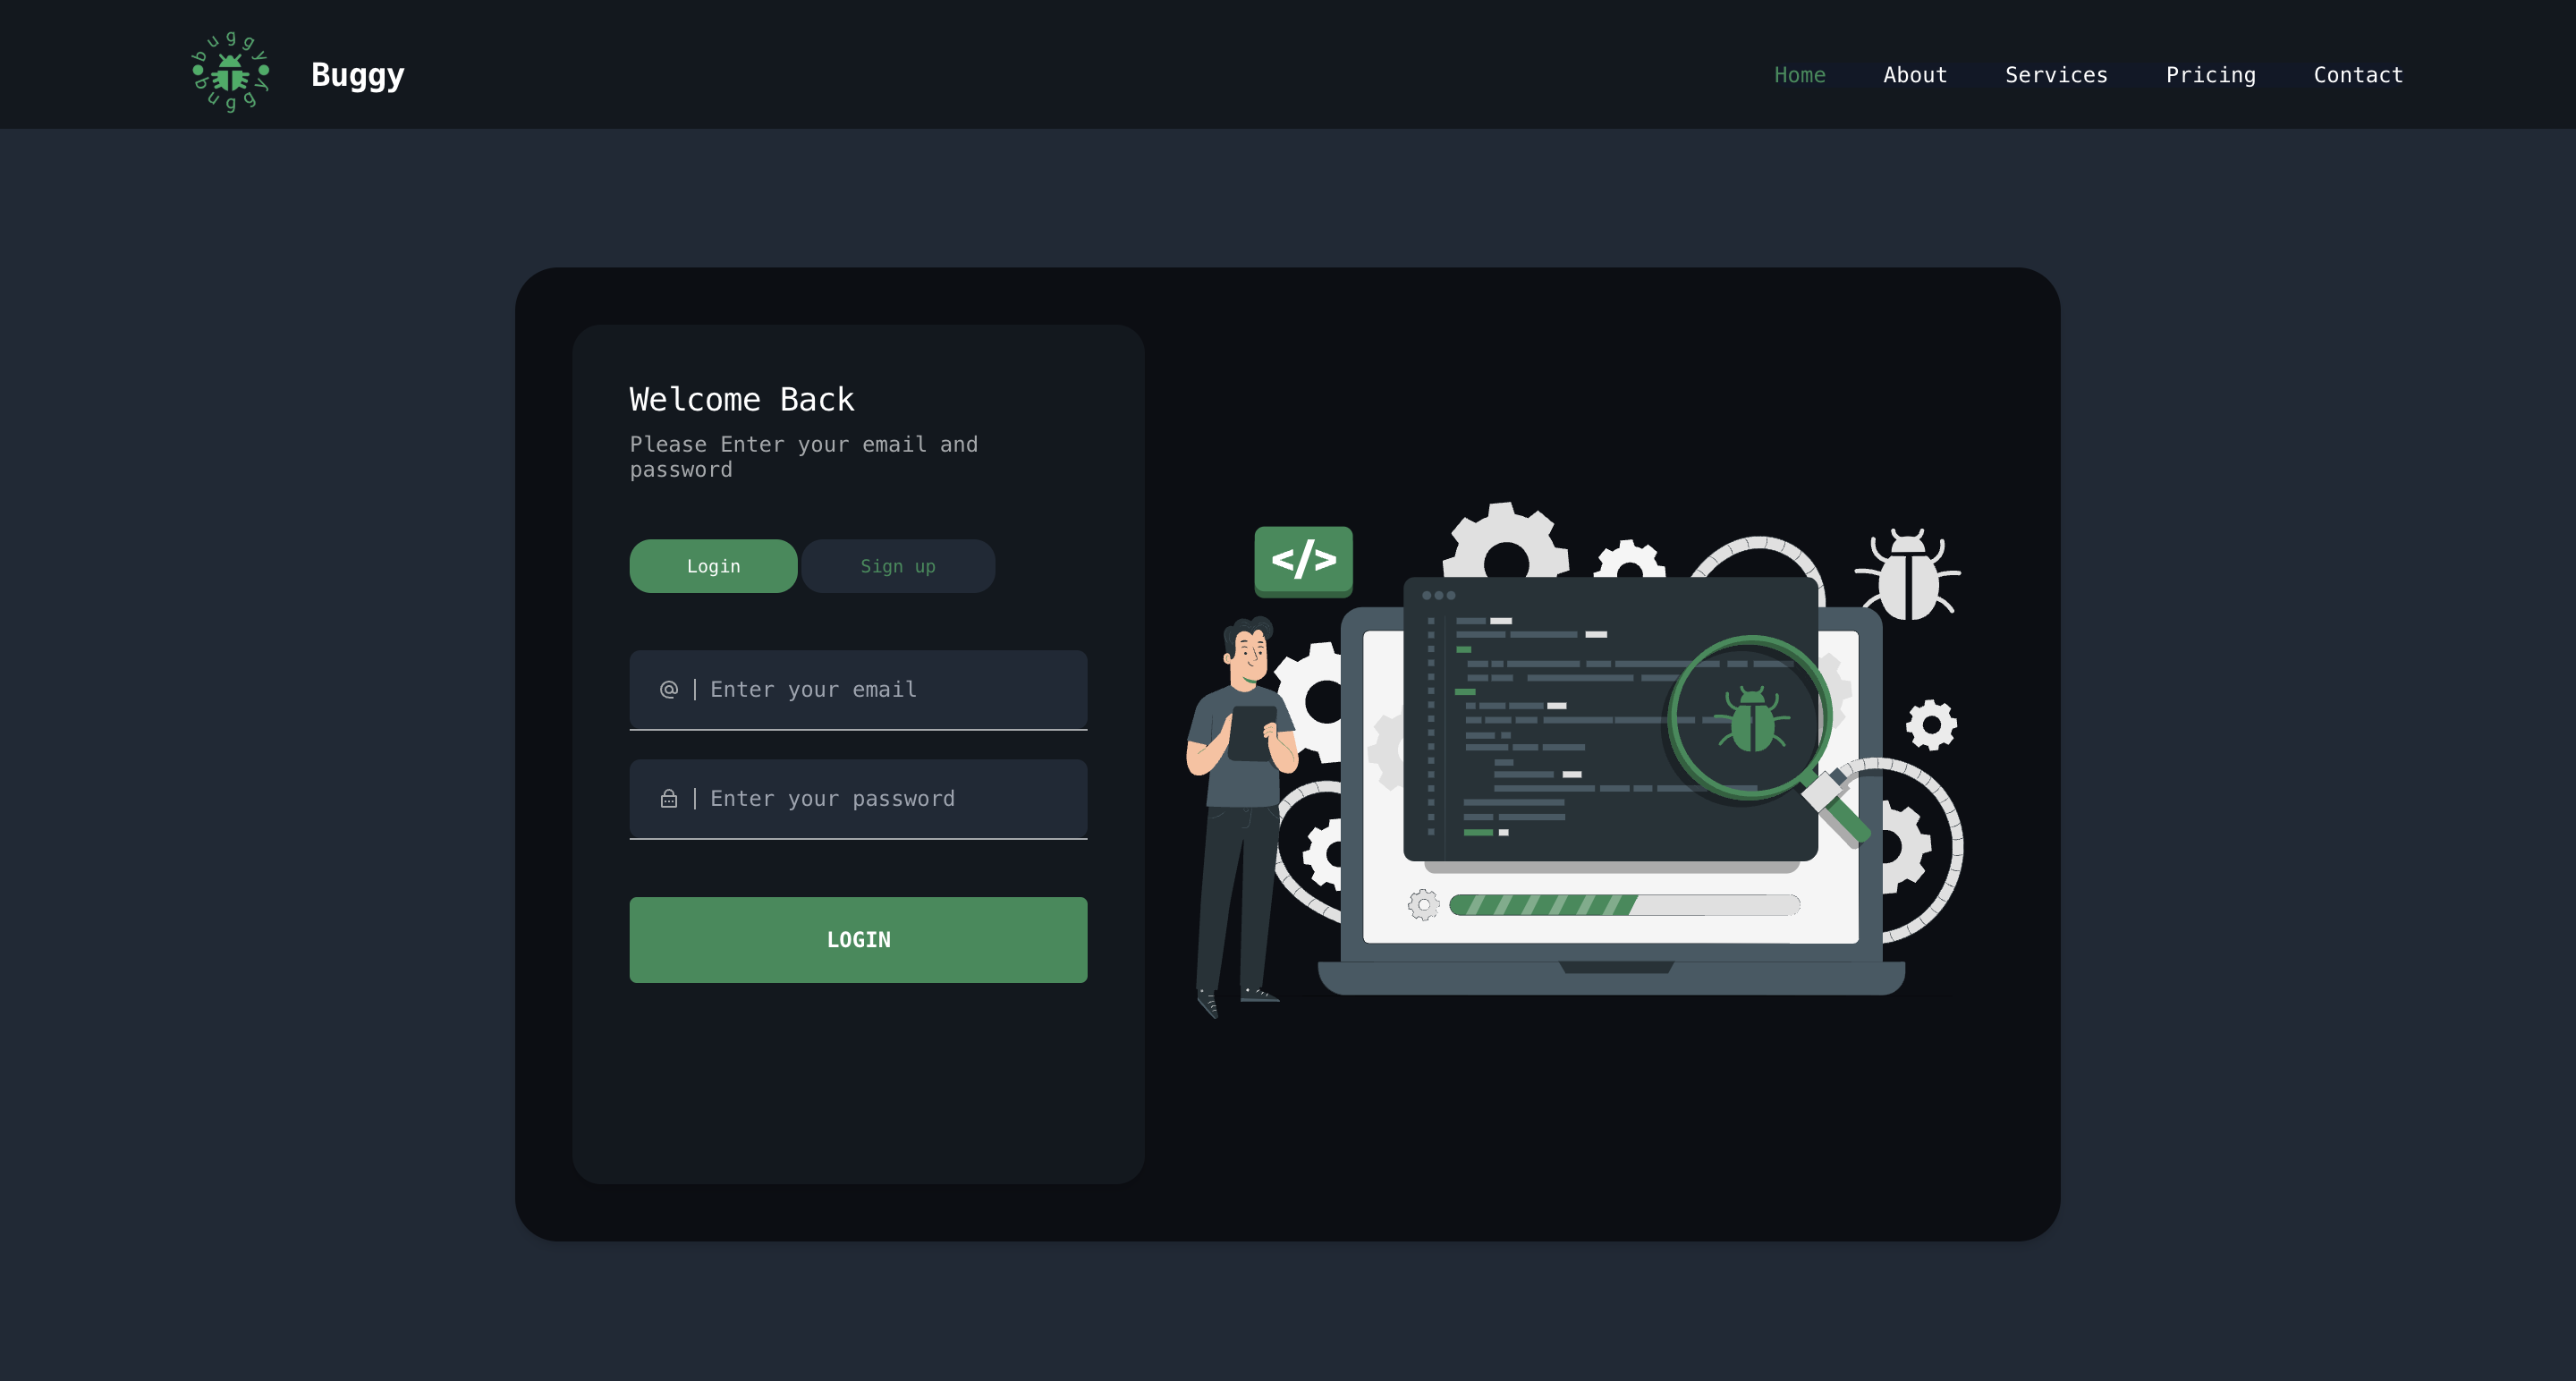 buggy
buggy
Buggy
Home About Services Pricing Contact
Welcome Back
Please Enter your email and
password
Login Sign up
</>
@ | Enter your email
| Enter your password
LOGIN